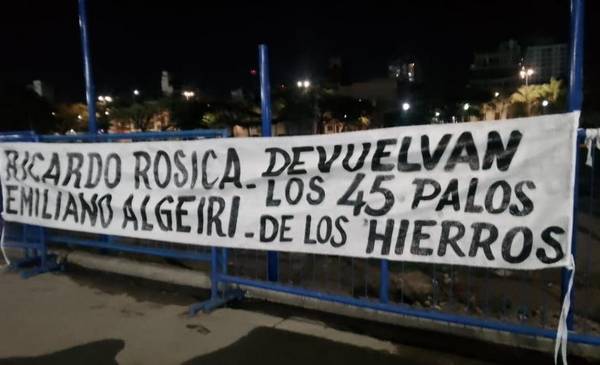 RICARDO ROSICA - DEVUELVAN
EMILIANO ALGEIRI - LOS 45 PALOS
DE LOS HIERROS